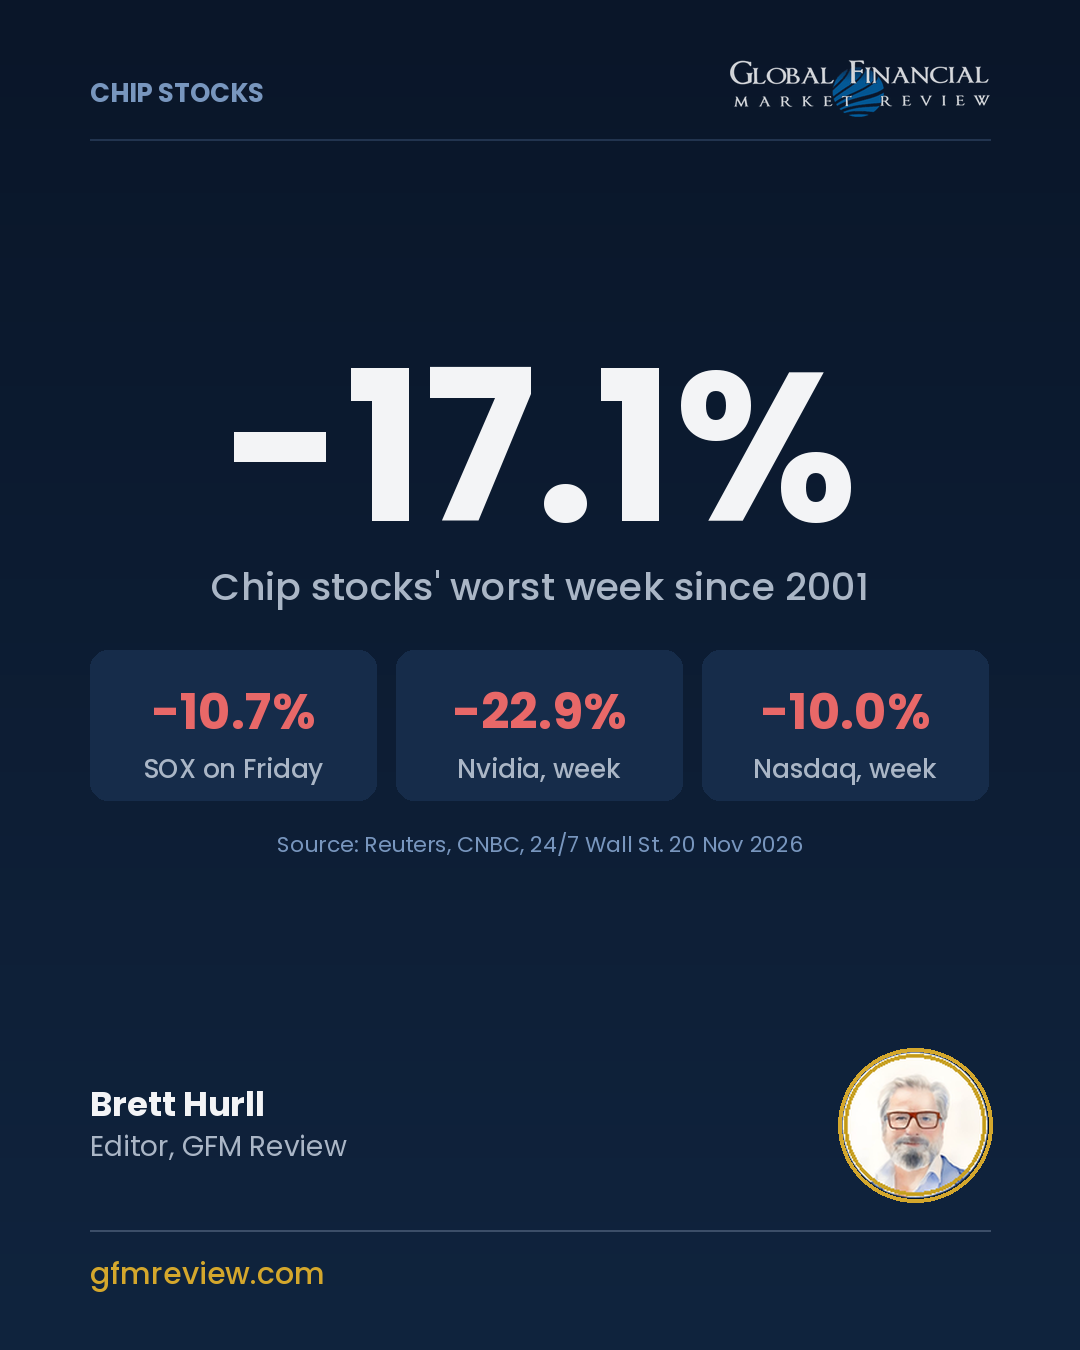 CHIP STOCKS
GLOBAL FINANCIAL
MARKET REVIEW
-17.1%
Chip stocks' worst week since 2001
-10.7%
SOX on Friday
-22.9%
Nvidia, week
-10.0%
Nasdaq, week
Source: Reuters, CNBC, 24/7 Wall St. 20 Nov 2026
Brett Hurll
Editor, GFM Review
gfmreview.com